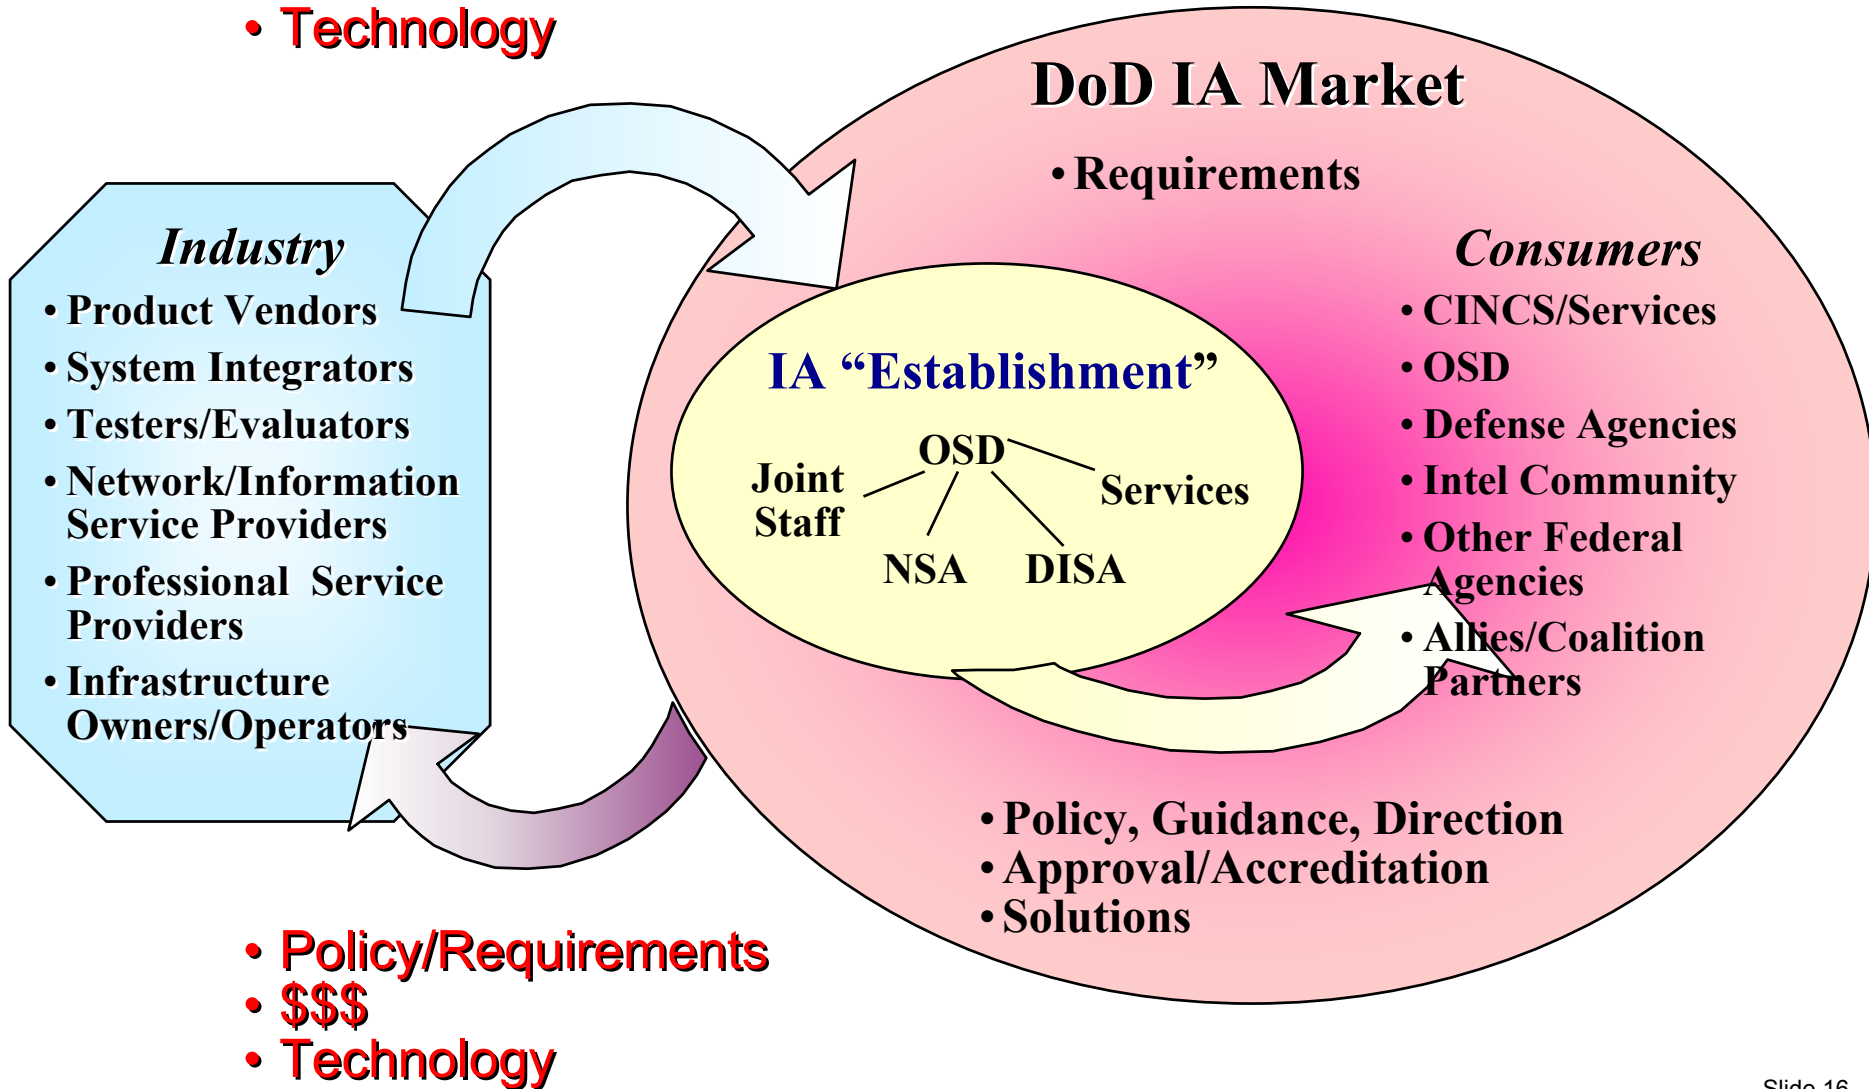 • Technology
DoD IA Market
• Requirements
Industry
• Product Vendors
• System Integrators
• Testers/Evaluators
• Network/Information
Service Providers
• Professional Service
Providers
• Infrastructure
Owners/Operators
IA “Establishment”
OSD
Joint
Staff
Services
NSA
DISA
Consumers
• CINCS/Services
• OSD
• Defense Agencies
• Intel Community
• Other Federal
Agencies
• Allies/Coalition
Partners
• Policy, Guidance, Direction
• Approval/Accreditation
• Solutions
• Policy/Requirements
• $$$
• Technology
Slide 16